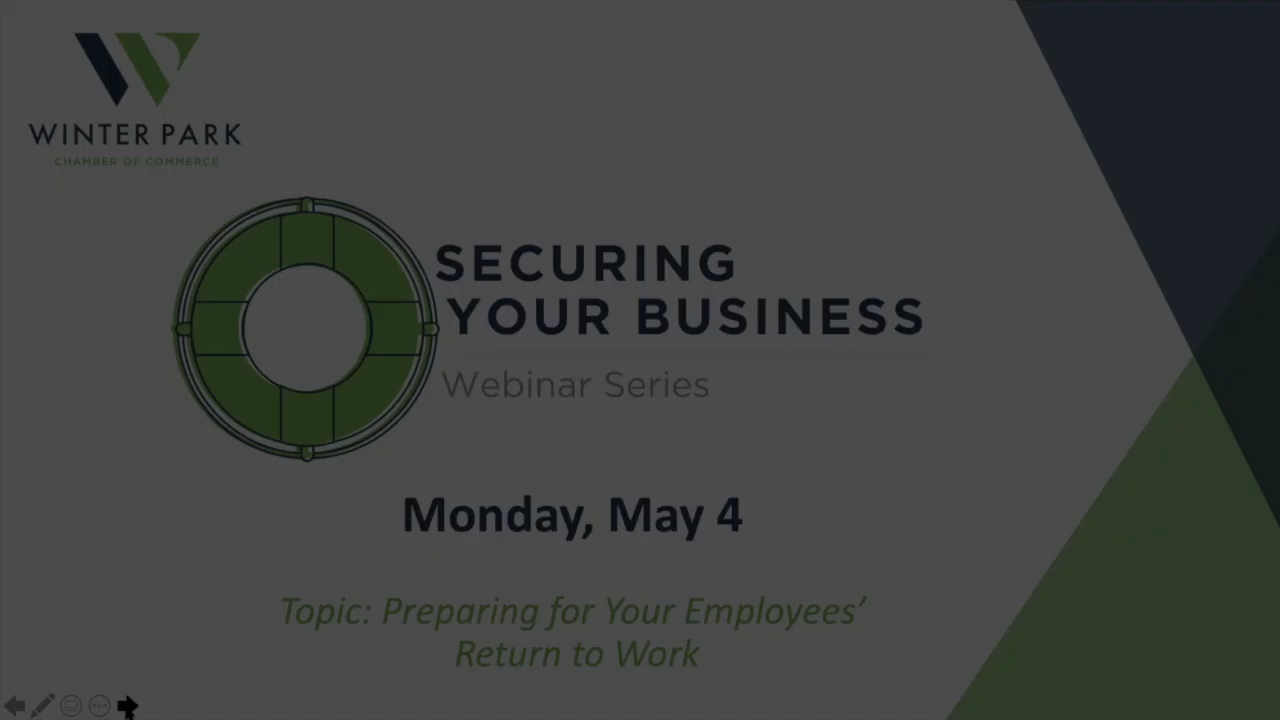 WINTER PARK
CHAMBER OF COMMERCE
SECURING
YOUR BUSINESS
Webinar Series
Monday, May 4
Topic: Preparing for Your Employees’
Return to Work